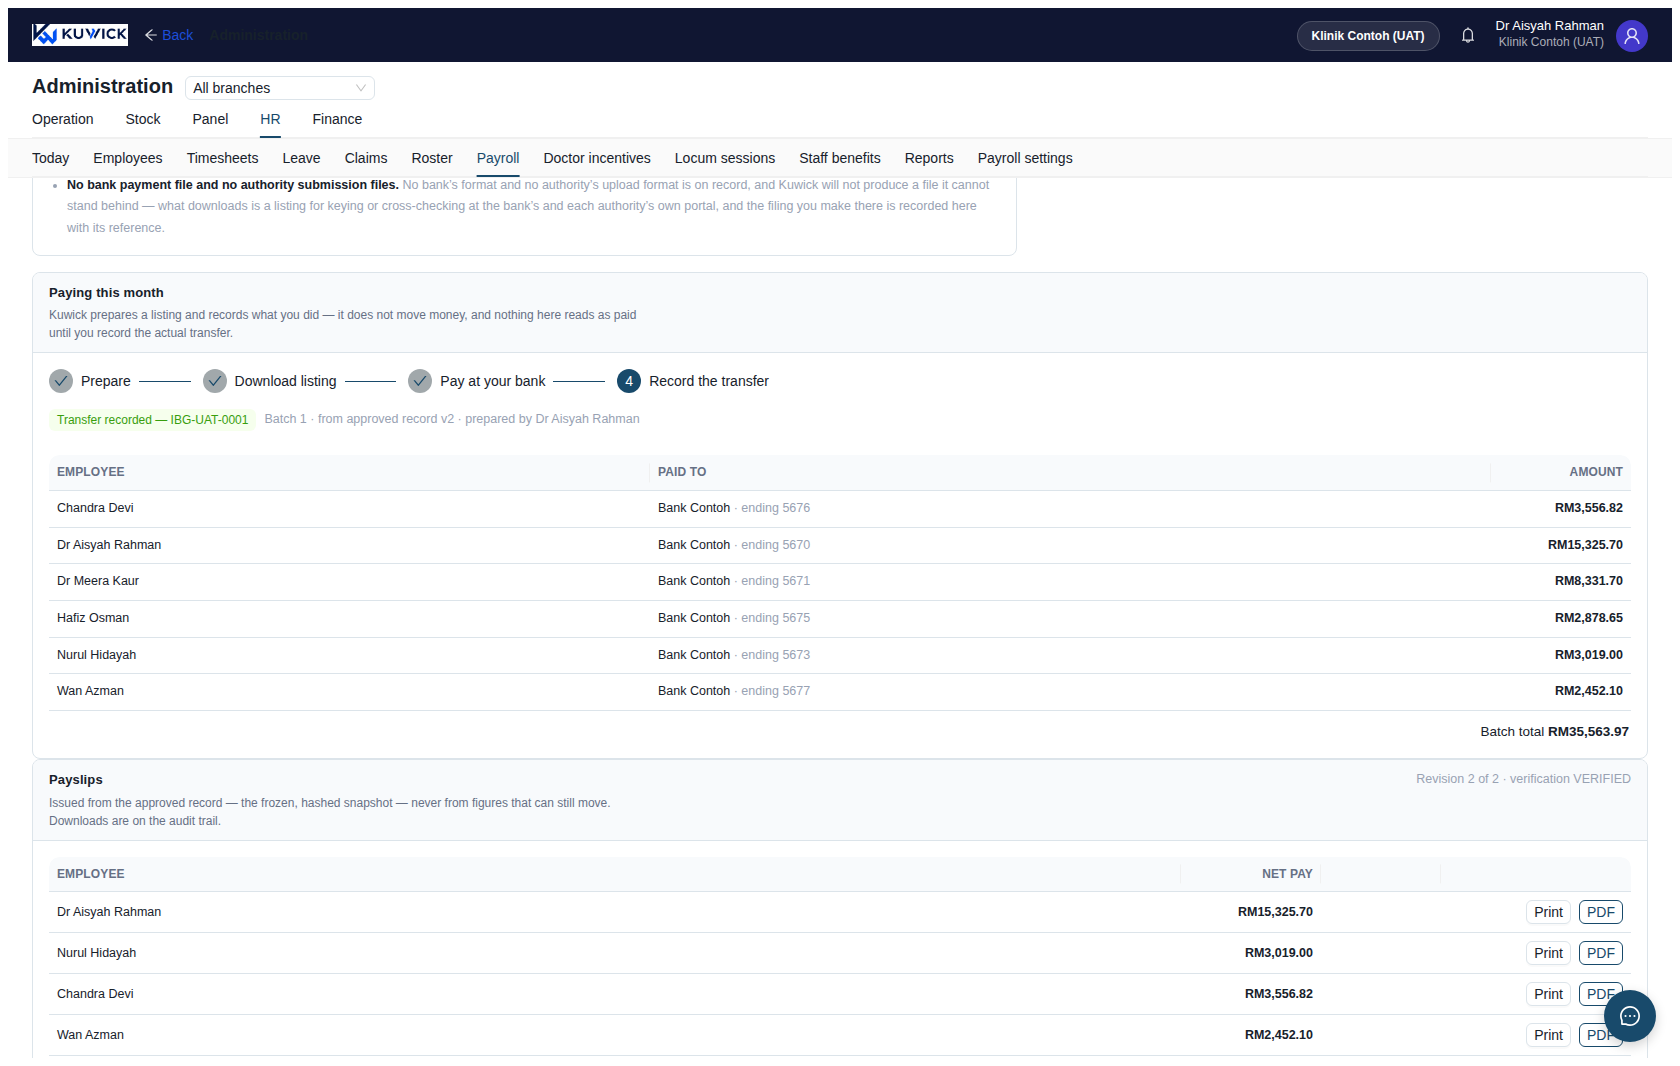 KUWICK
Back
Administration
Klinik Contoh (UAT)
Dr Aisyah Rahman
Klinik Contoh (UAT)
Administration
All branches
Operation Stock Panel HR Finance
Today Employees Timesheets Leave Claims Roster Payroll Doctor incentives Locum sessions Staff benefits Reports Payroll settings
No bank payment file and no authority submission files. No bank’s format and no authority’s upload format is on record, and Kuwick will not produce a file it cannot
stand behind — what downloads is a listing for keying or cross-checking at the bank’s and each authority’s own portal, and the filing you make there is recorded here
with its reference.
Paying this month
Kuwick prepares a listing and records what you did — it does not move money, and nothing here reads as paid
until you record the actual transfer.
Prepare Download listing Pay at your bank 4 Record the transfer
Transfer recorded — IBG-UAT-0001 Batch 1 · from approved record v2 · prepared by Dr Aisyah Rahman
EMPLOYEE PAID TO AMOUNT
Chandra Devi Bank Contoh · ending 5676 RM3,556.82
Dr Aisyah Rahman Bank Contoh · ending 5670 RM15,325.70
Dr Meera Kaur Bank Contoh · ending 5671 RM8,331.70
Hafiz Osman Bank Contoh · ending 5675 RM2,878.65
Nurul Hidayah Bank Contoh · ending 5673 RM3,019.00
Wan Azman Bank Contoh · ending 5677 RM2,452.10
Batch total RM35,563.97
Payslips
Revision 2 of 2 · verification VERIFIED
Issued from the approved record — the frozen, hashed snapshot — never from figures that can still move.
Downloads are on the audit trail.
EMPLOYEE NET PAY
Dr Aisyah Rahman RM15,325.70 Print PDF
Nurul Hidayah RM3,019.00 Print PDF
Chandra Devi RM3,556.82 Print PDF
Wan Azman RM2,452.10 Print PDF